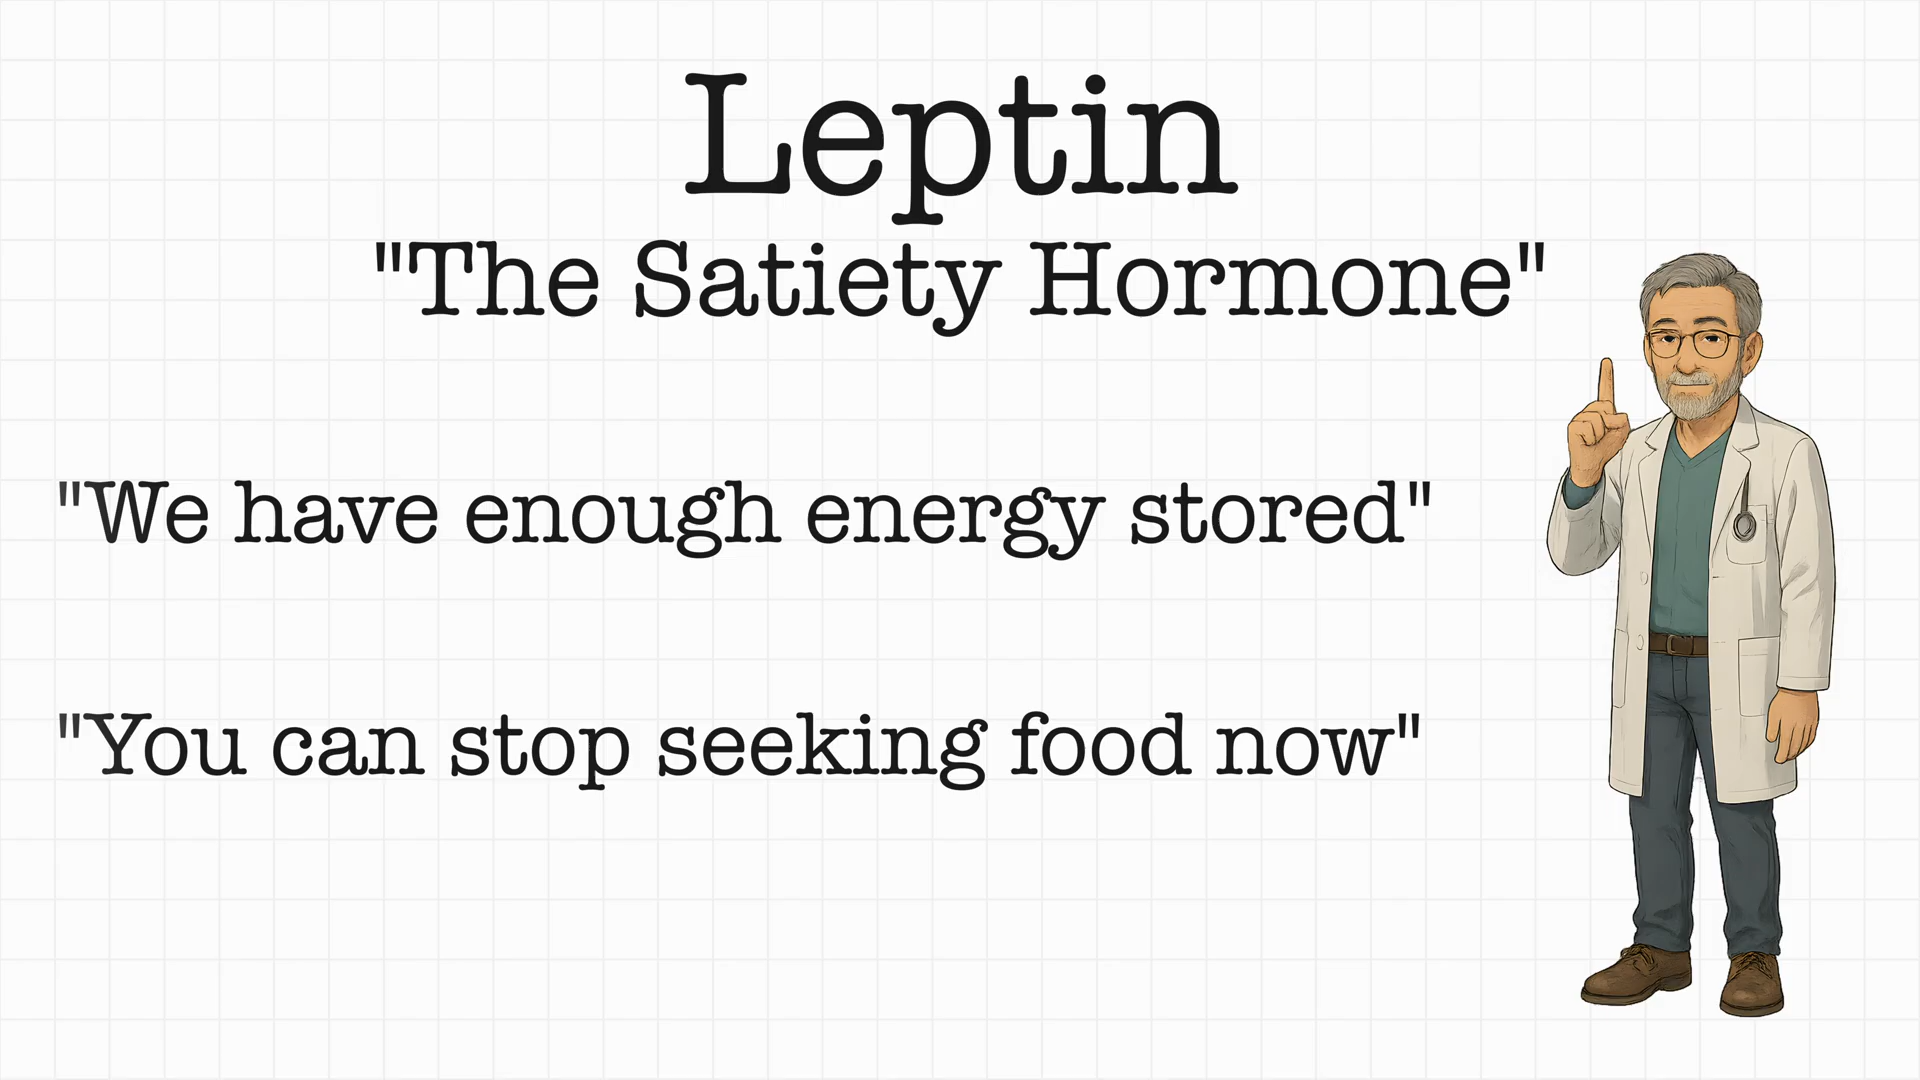 Leptin
"The Satiety Hormone"
"We have enough energy stored"
"You can stop seeking food now"